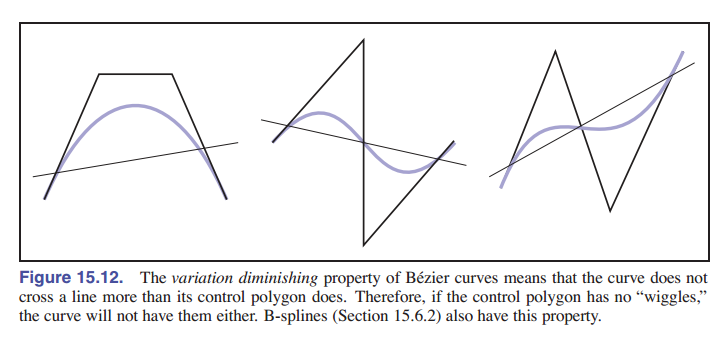 Figure 15.12. The variation diminishing property of Bézier curves means that the curve does not
cross a line more than its control polygon does. Therefore, if the control polygon has no “wiggles,”
the curve will not have them either. B-splines (Section 15.6.2) also have this property.